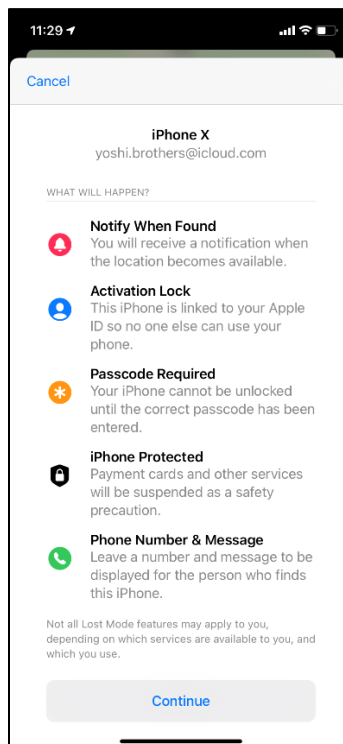 11:29
Cancel
iPhone X
yoshi.brothers@icloud.com
WHAT WILL HAPPEN?
Notify When Found
You will receive a notification when
the location becomes available.
Activation Lock
This iPhone is linked to your Apple
ID so no one else can use your
phone.
Passcode Required
Your iPhone cannot be unlocked
until the correct passcode has been
entered.
iPhone Protected
Payment cards and other services
will be suspended as a safety
precaution.
Phone Number & Message
Leave a number and message to be
displayed for the person who finds
this iPhone.
Not all Lost Mode features may apply to you,
depending on which services are available to you, and
which you use.
Continue